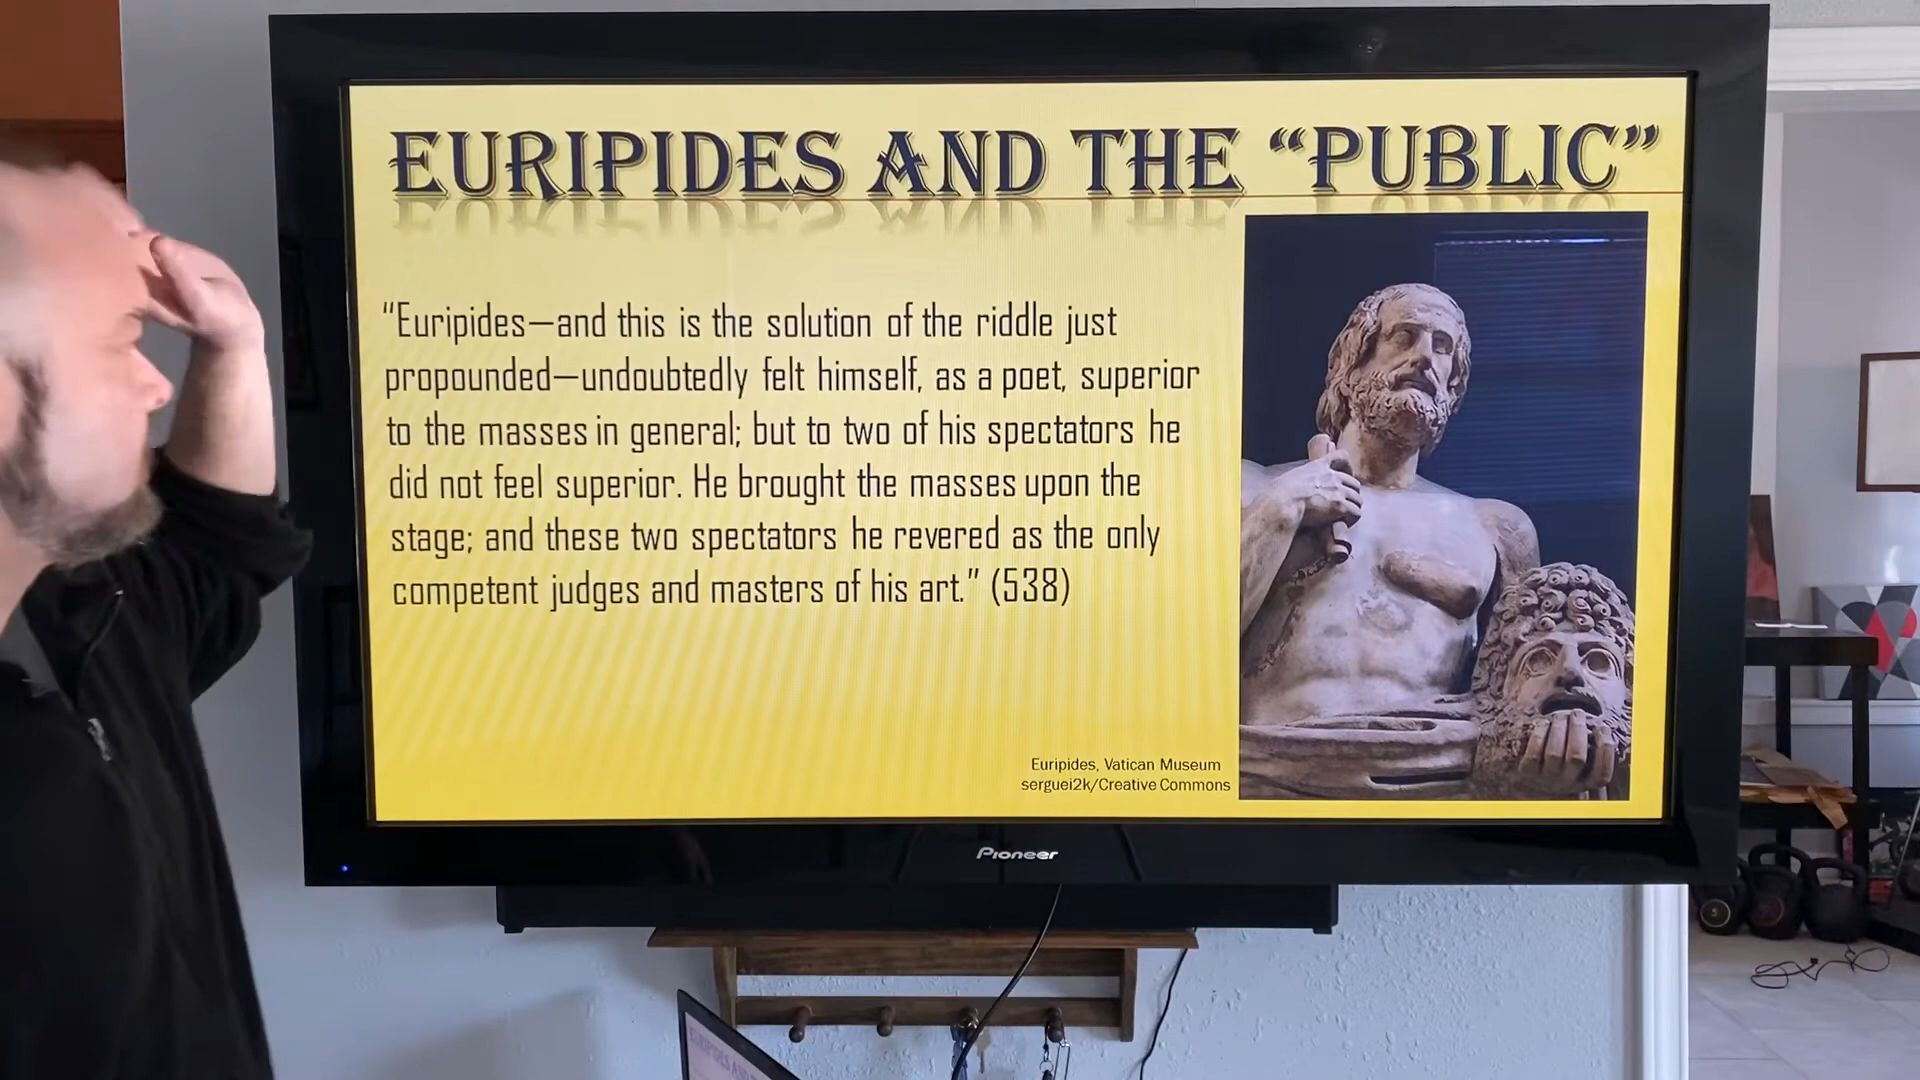 EURIPIDES AND THE “PUBLIC”
“Euripides—and this is the solution of the riddle just
propounded—undoubtedly felt himself, as a poet, superior
to the masses in general; but to two of his spectators he
did not feel superior. He brought the masses upon the
stage; and these two spectators he revered as the only
competent judges and masters of his art.” (538)
Euripides, Vatican Museum
serguei2k/Creative Commons
Pioneer
5
EURIPIDES AND